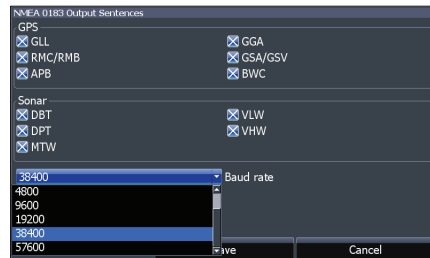 NMEA 0183 Output Sentences
GPS
GLL GGA
RMC/RMB GSA/GSV
APB BWC
Sonar
DBT VLW
DPT VHW
MTW
38400 Baud rate
4800
9600
19200
38400
57600
ave Cancel